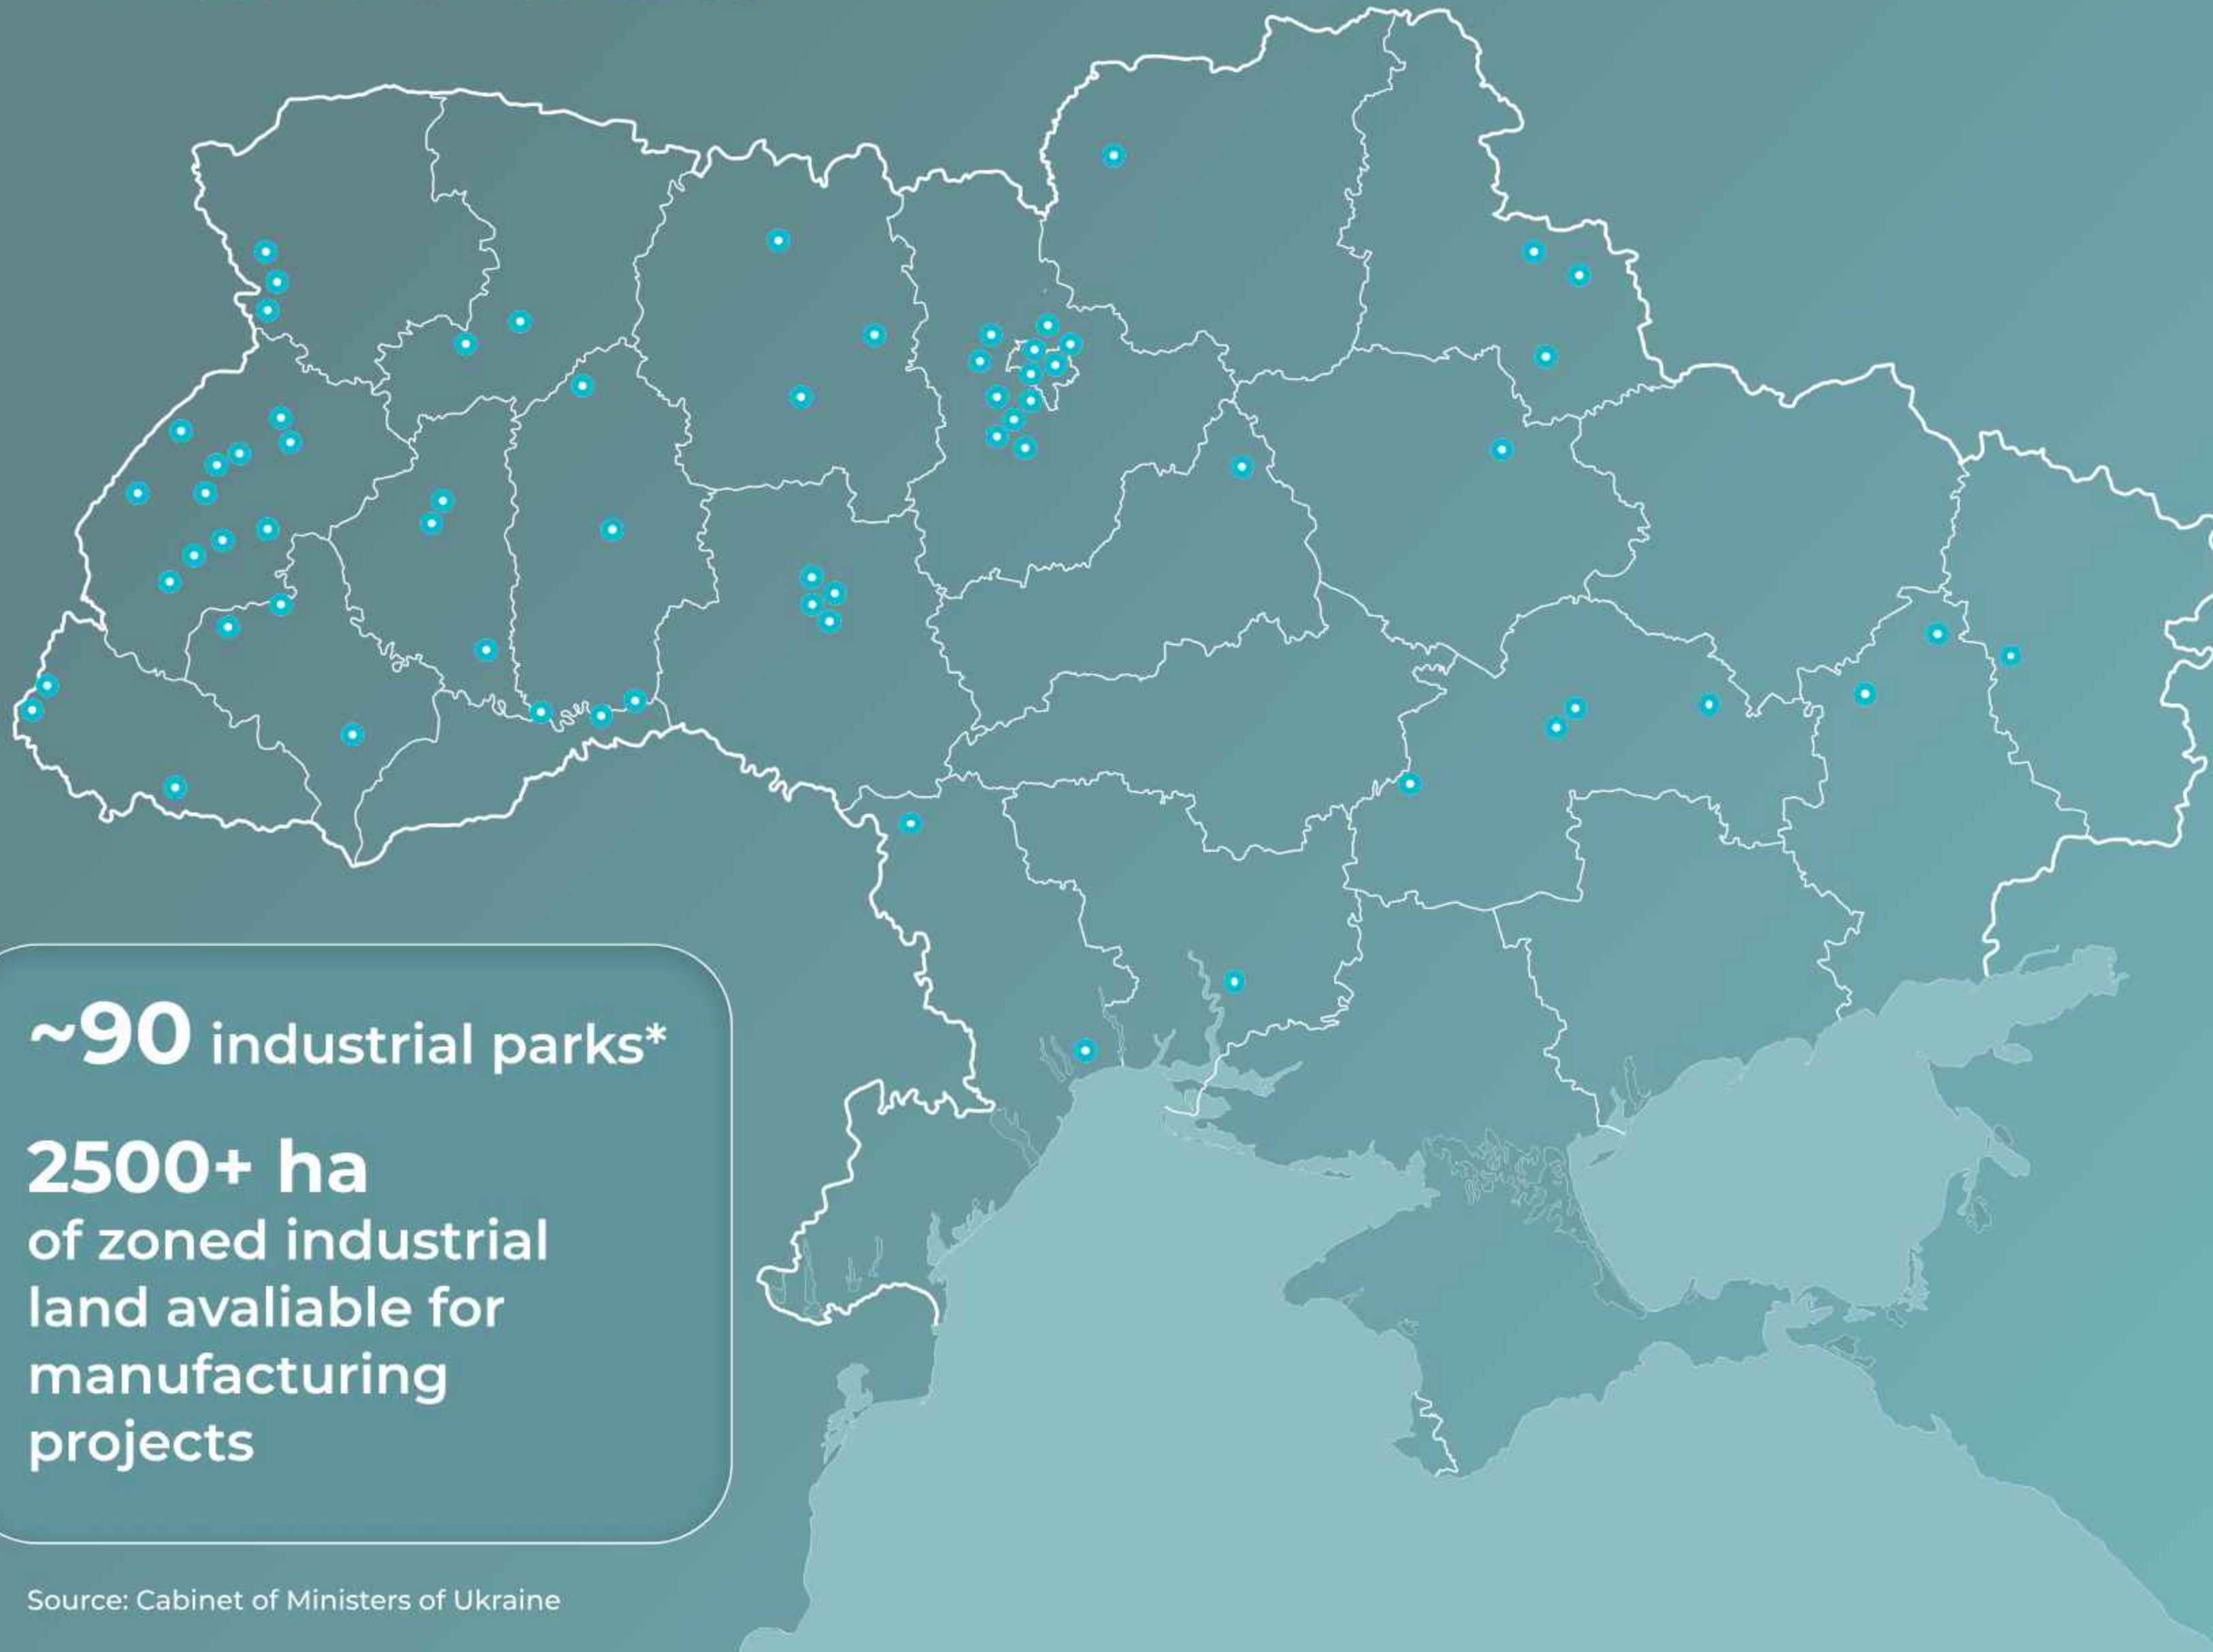 ~90 industrial parks*
2500+ ha
of zoned industrial
land avaliable for
manufacturing
projects
Source: Cabinet of Ministers of Ukraine